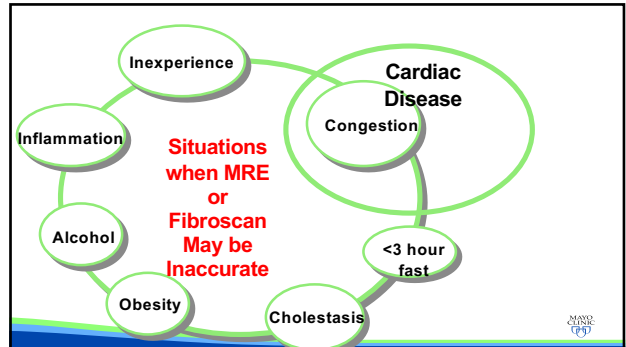 Inexperience
Cardiac
Disease
Congestion
Inflammation
Situations
when MRE
or
Fibroscan
May be
Inaccurate
Alcohol
<3 hour
fast
Obesity
Cholestasis
MAYO
CLINIC